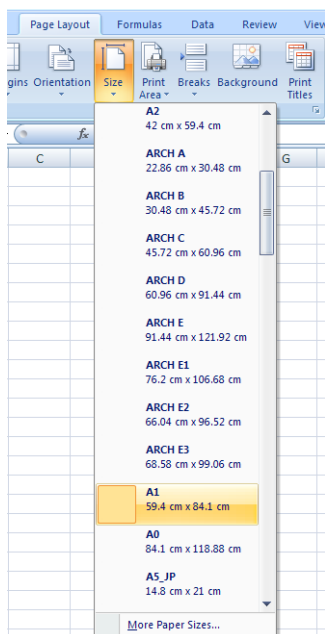 Page Layout Formulas Data Review View
gins Orientation Size Print Area Breaks Background Print Titles
fx
C G
A2
42 cm x 59.4 cm
ARCH A
22.86 cm x 30.48 cm
ARCH B
30.48 cm x 45.72 cm
ARCH C
45.72 cm x 60.96 cm
ARCH D
60.96 cm x 91.44 cm
ARCH E
91.44 cm x 121.92 cm
ARCH E1
76.2 cm x 106.68 cm
ARCH E2
66.04 cm x 96.52 cm
ARCH E3
68.58 cm x 99.06 cm
A1
59.4 cm x 84.1 cm
A0
84.1 cm x 118.88 cm
A5_JP
14.8 cm x 21 cm
More Paper Sizes...